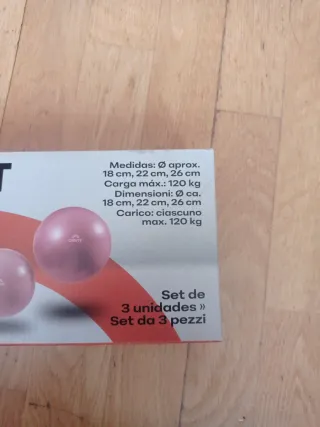 T
Medidas: Ø aprox.
18 cm, 22 cm, 26 cm
Carga máx.: 120 kg
Dimensioni: Ø ca.
18 cm, 22 cm, 26 cm
Carico: ciascuno
max. 120 kg
Set de
3 unidades »
Set da 3 pezzi